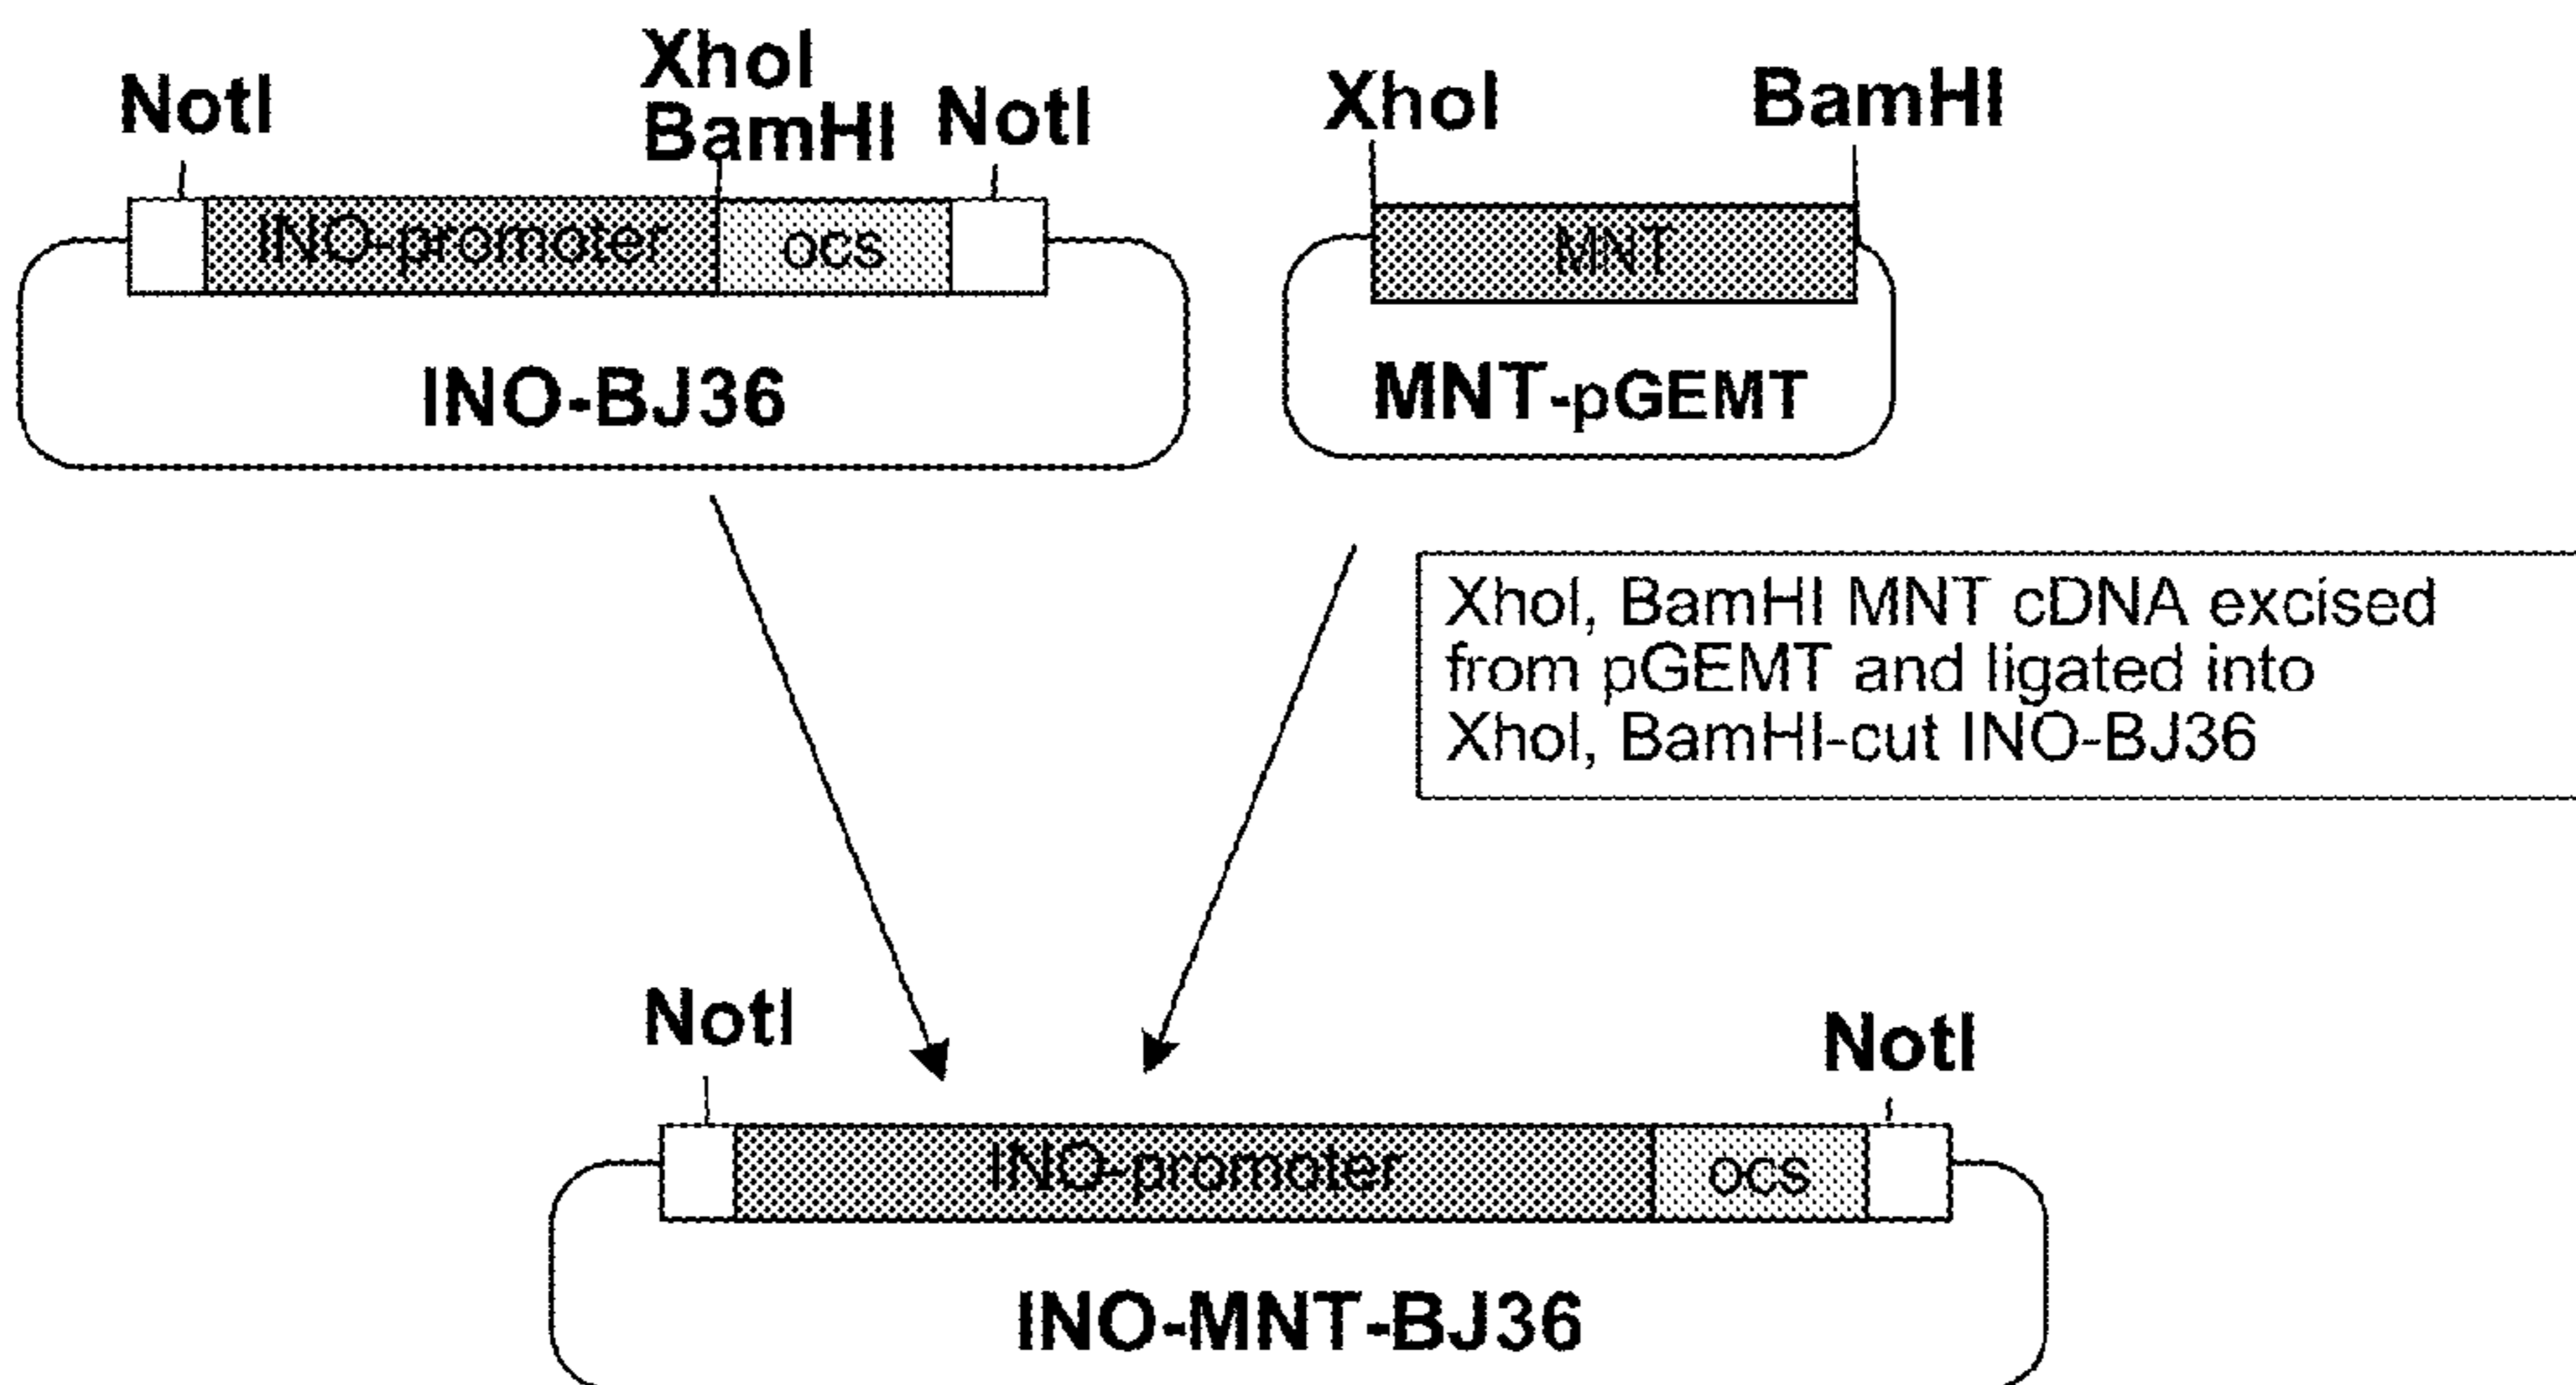 NotI
XhoI
BamHI
NotI
INO-promoter
ocs
INO-BJ36
XhoI
BamHI
MNT
MNT-pGEMT
XhoI, BamHI MNT cDNA excised
from pGEMT and ligated into
XhoI, BamHI-cut INO-BJ36
NotI
NotI
INO-promoter
ocs
INO-MNT-BJ36